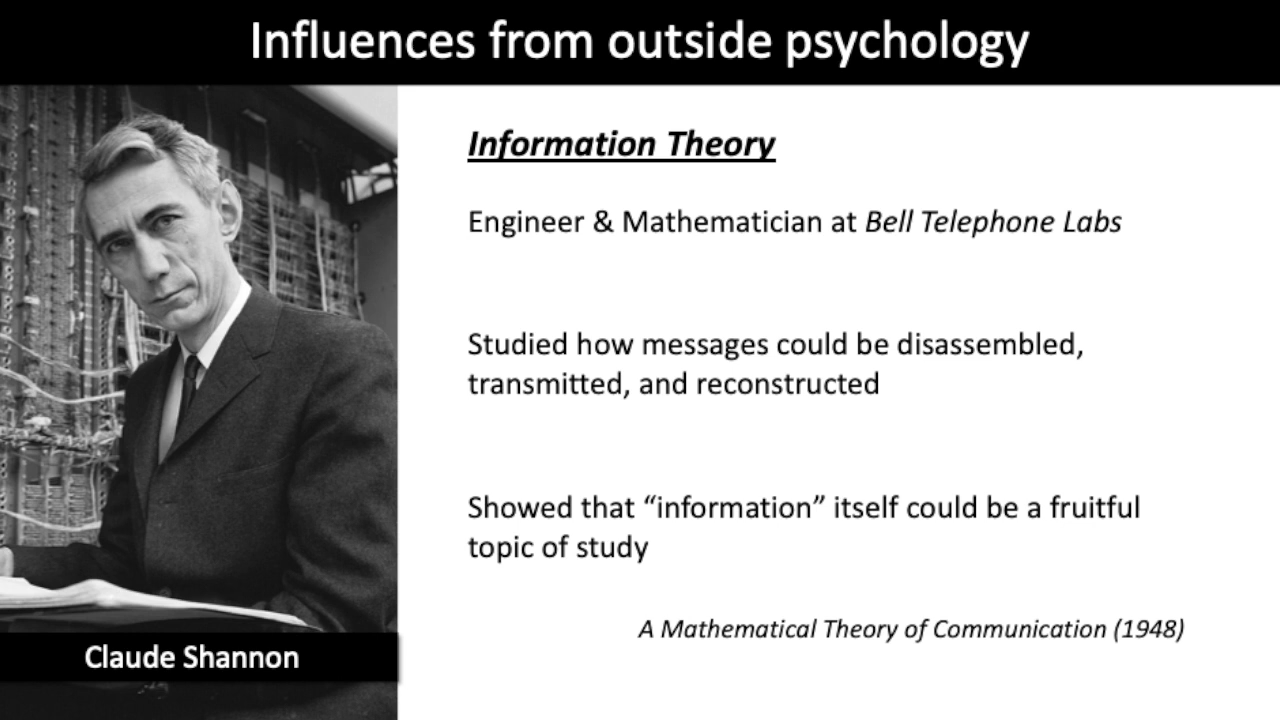 Influences from outside psychology
Information Theory
Engineer & Mathematician at Bell Telephone Labs
Studied how messages could be disassembled,
transmitted, and reconstructed
Showed that “information” itself could be a fruitful
topic of study
A Mathematical Theory of Communication (1948)
Claude Shannon